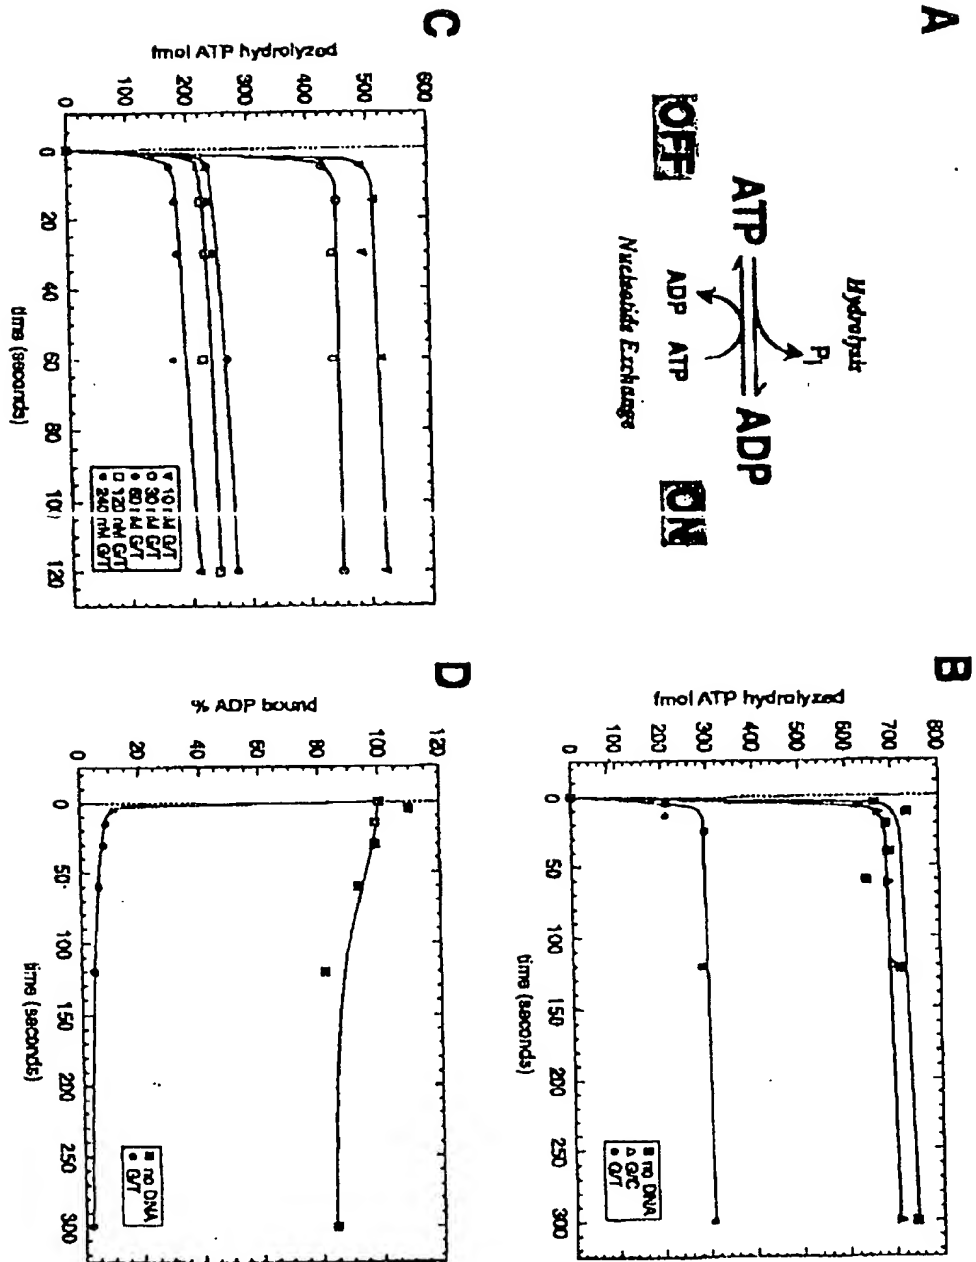 A
Hydrolysis
Pi
ATP
ADP
ADP ATP
Nucleotide Exchange
OFF
ON
B
fmol ATP hydrolyzed
800
700
600
500
400
300
200
100
0
0
50
100
150
200
250
300
time (seconds)
no DNA
G/C
G/T
C
fmol ATP hydrolyzed
600
500
400
300
200
100
0
0
20
40
60
80
100
120
time (seconds)
10 nM G/T
30 nM G/T
60 nM G/T
120 nM G/T
240 nM G/T
D
% ADP bound
120
100
80
60
40
20
0
0
50
100
150
200
250
300
time (seconds)
no DNA
G/T